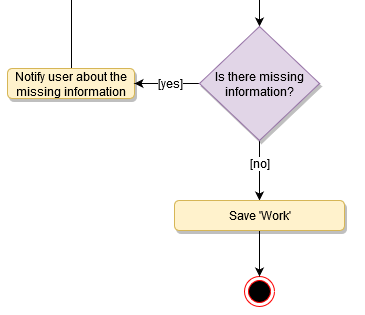 Notify user about the
missing information
[yes]
Is there missing
information?
[no]
Save 'Work'